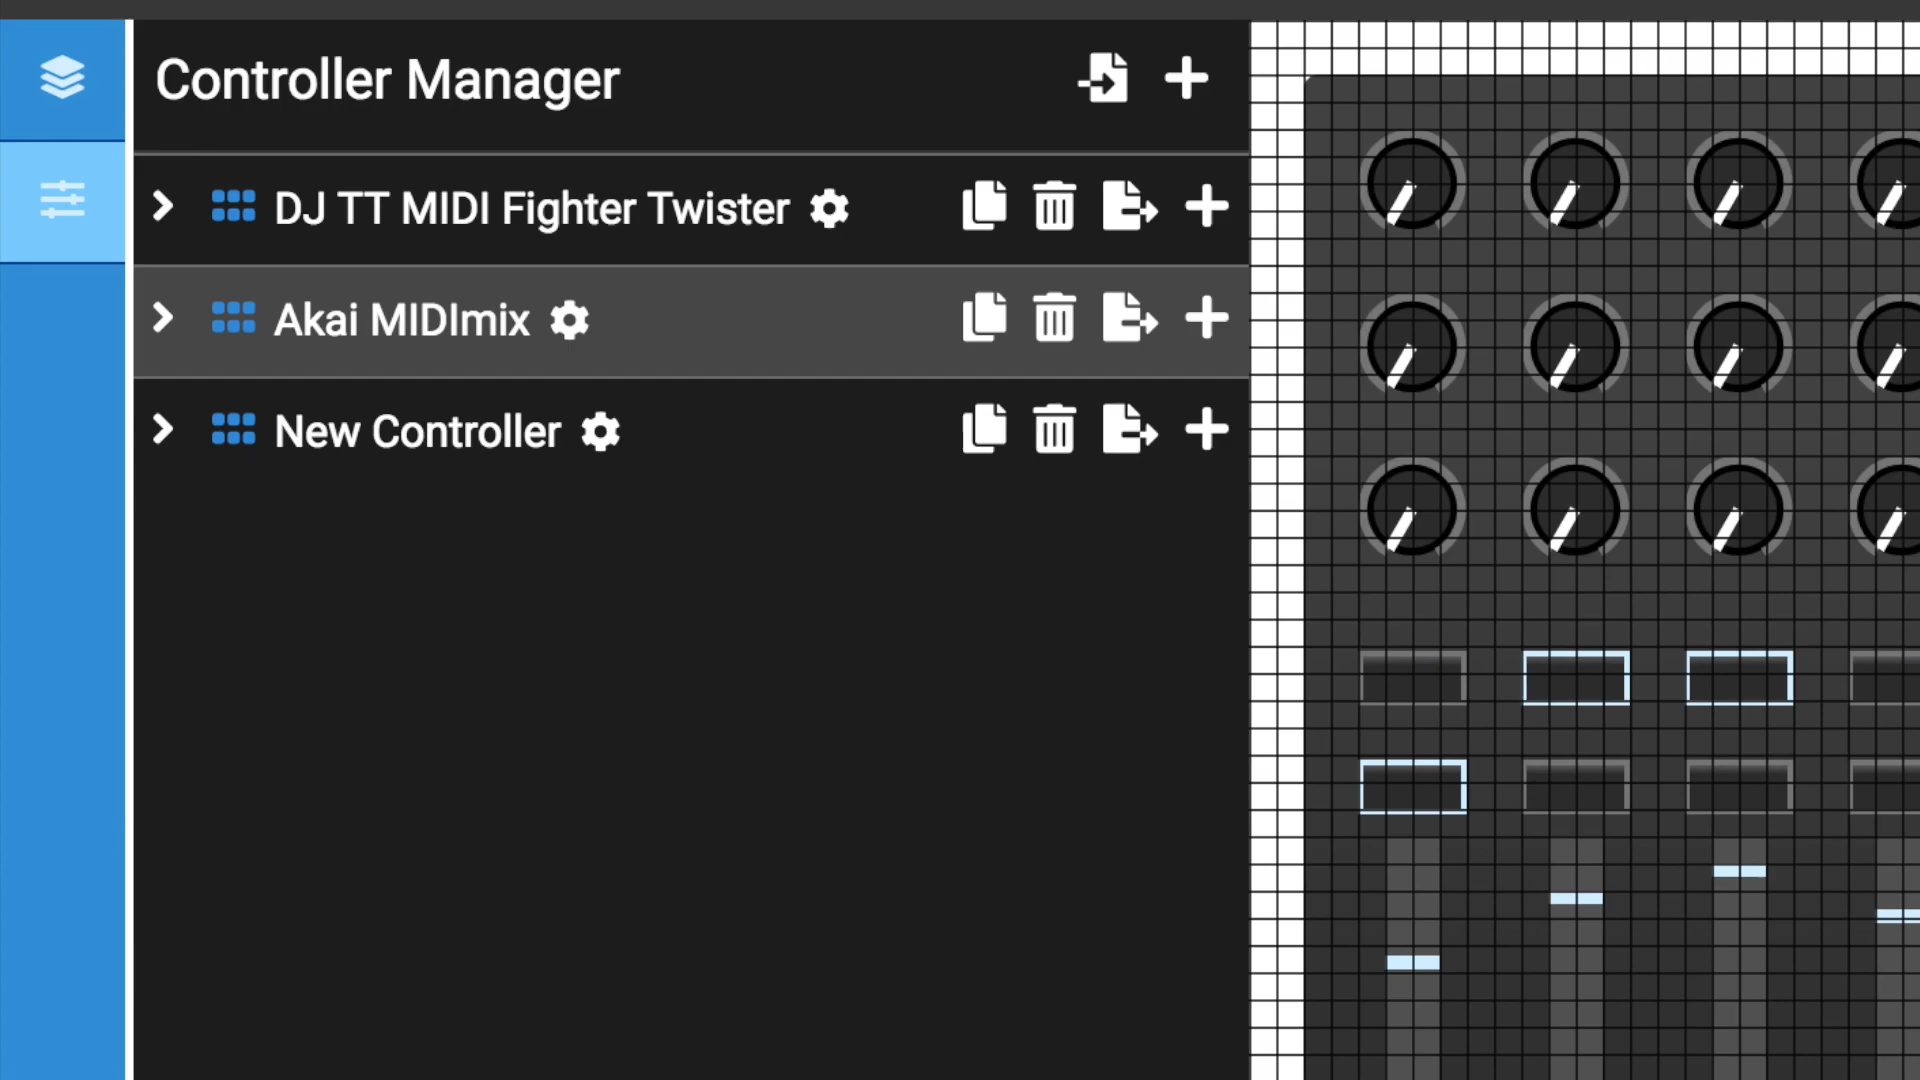 Controller Manager
DJ TT MIDI Fighter Twister
Akai MIDImix
New Controller